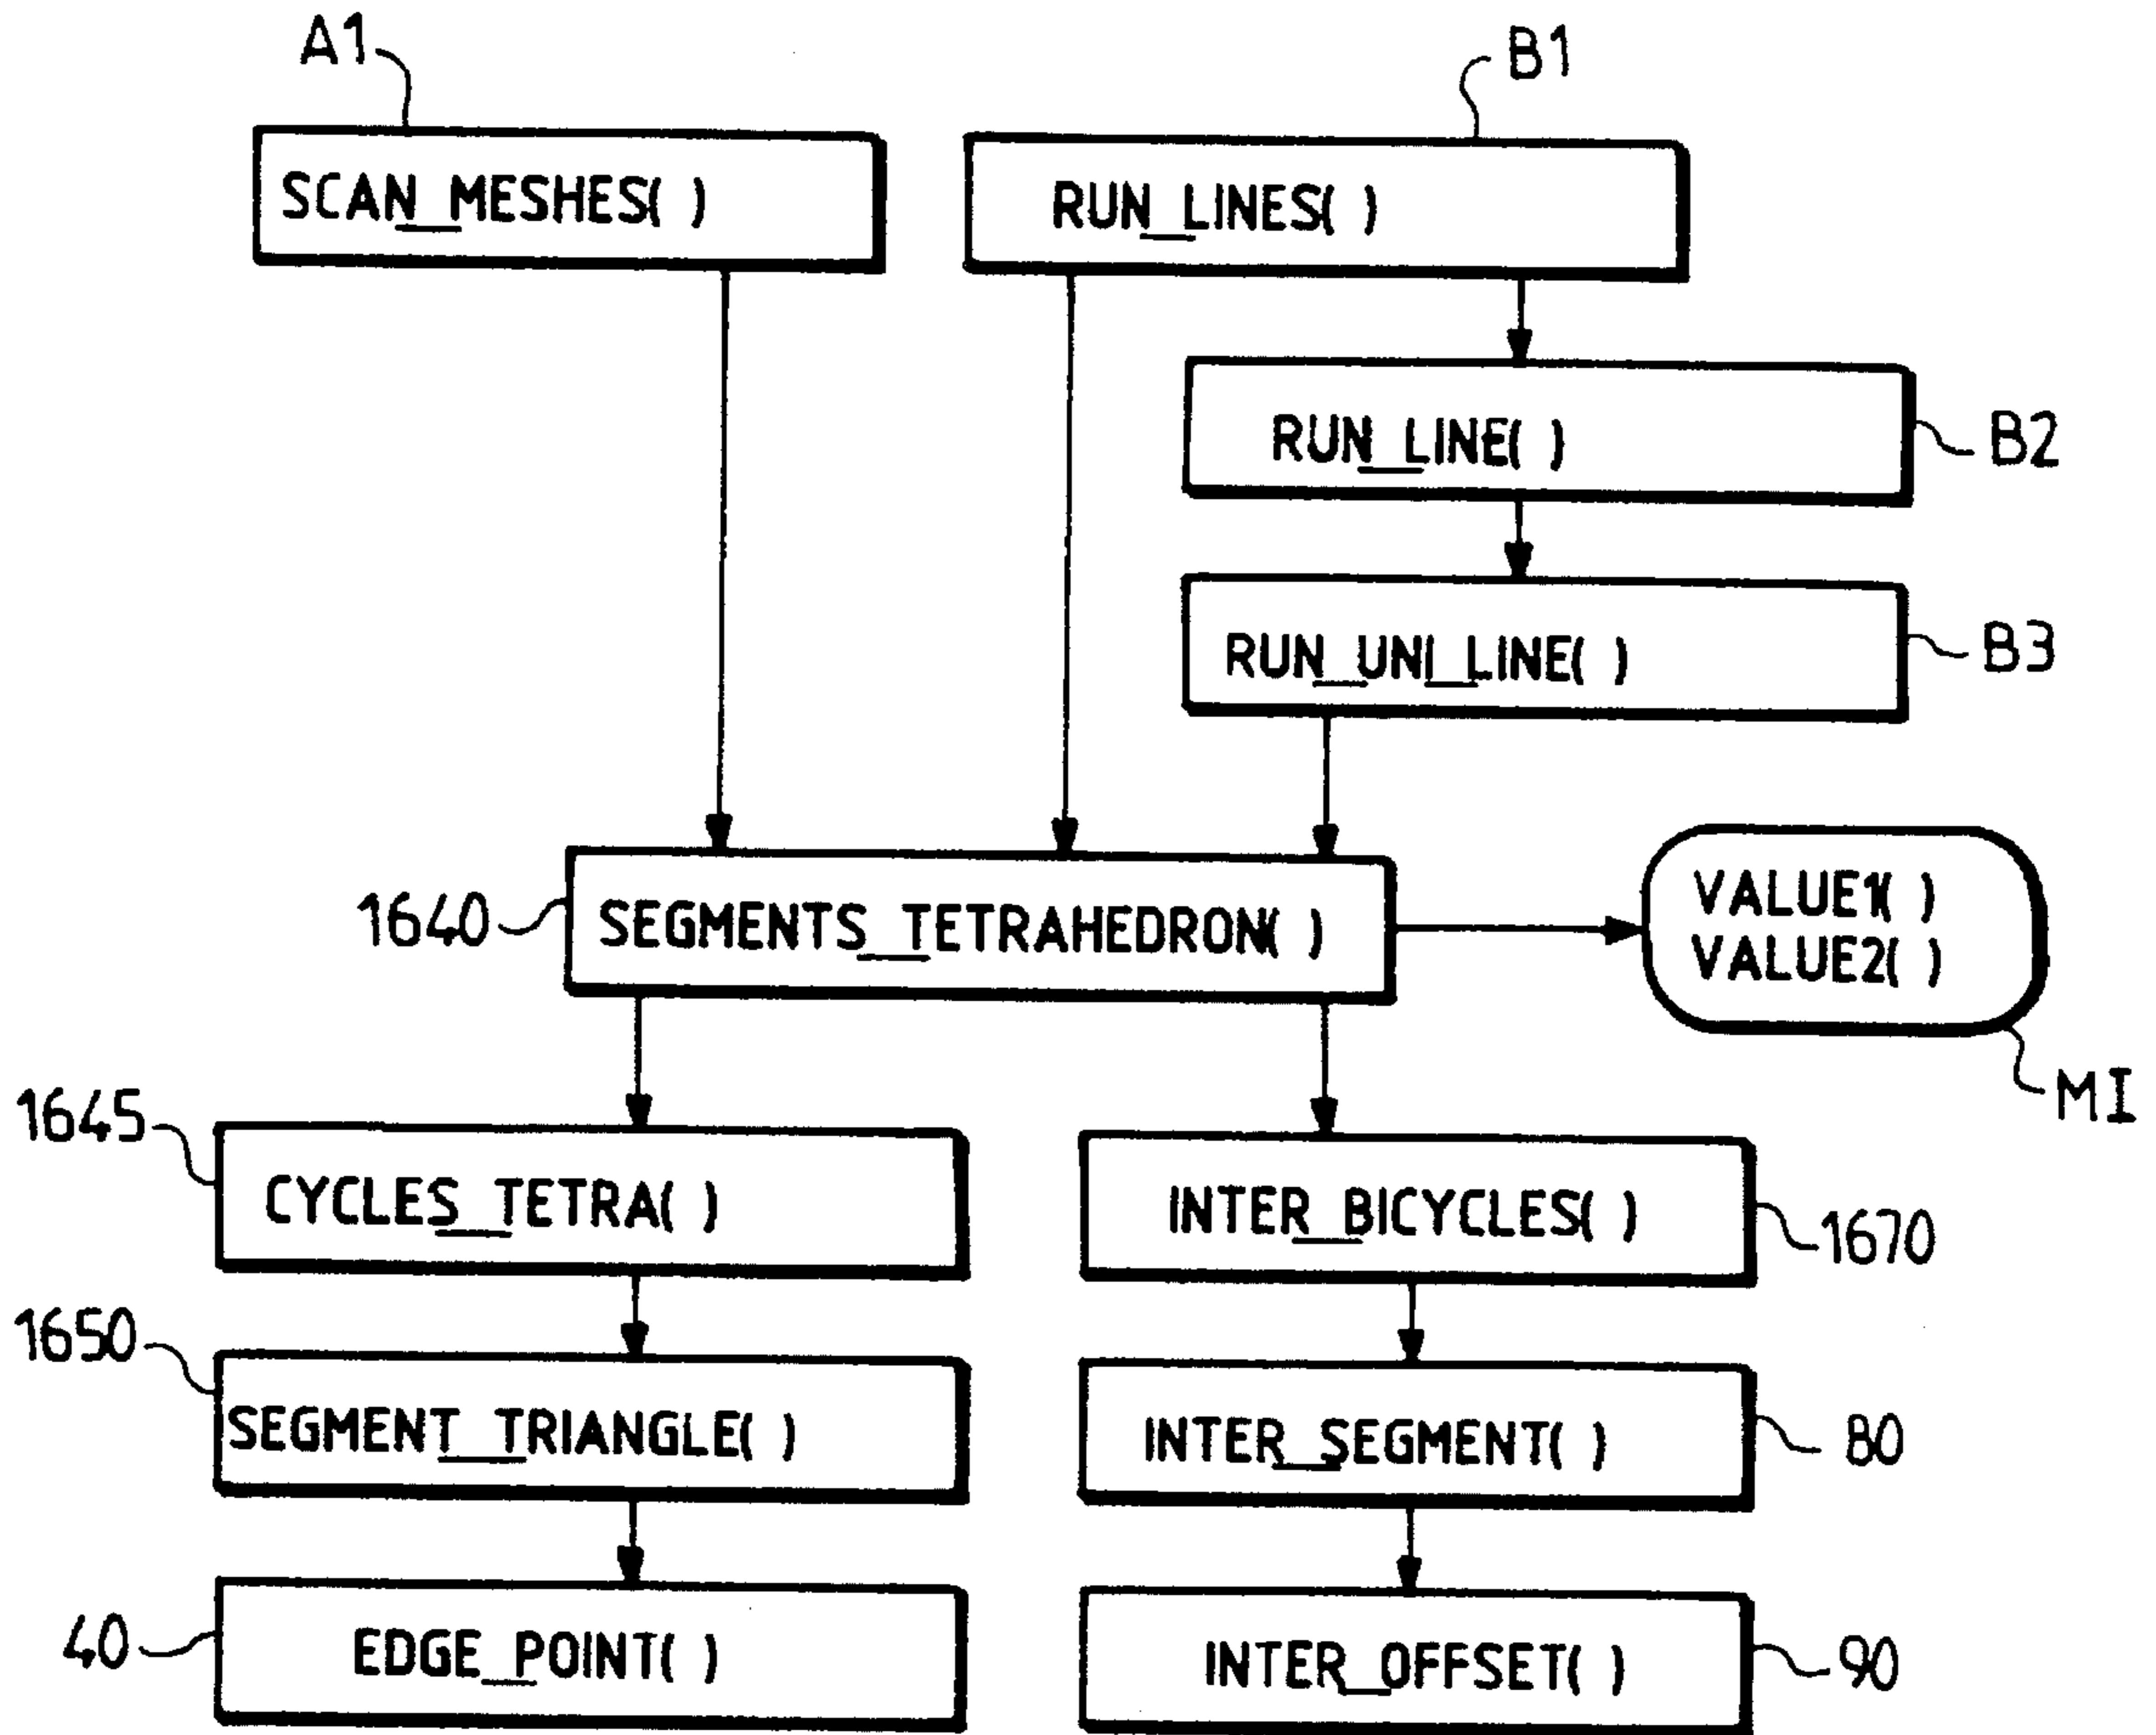 A1
B1
SCAN_MESHES( )
RUN_LINES( )
RUN_LINE( )
B2
RUN_UNI_LINE( )
B3
1640
SEGMENTS_TETRAHEDRON( )
VALUE1( )
VALUE2( )
MI
1645
CYCLES_TETRA( )
INTER_BICYCLES( )
1670
1650
SEGMENT_TRIANGLE( )
INTER_SEGMENT( )
80
40
EDGE_POINT( )
INTER_OFFSET( )
90